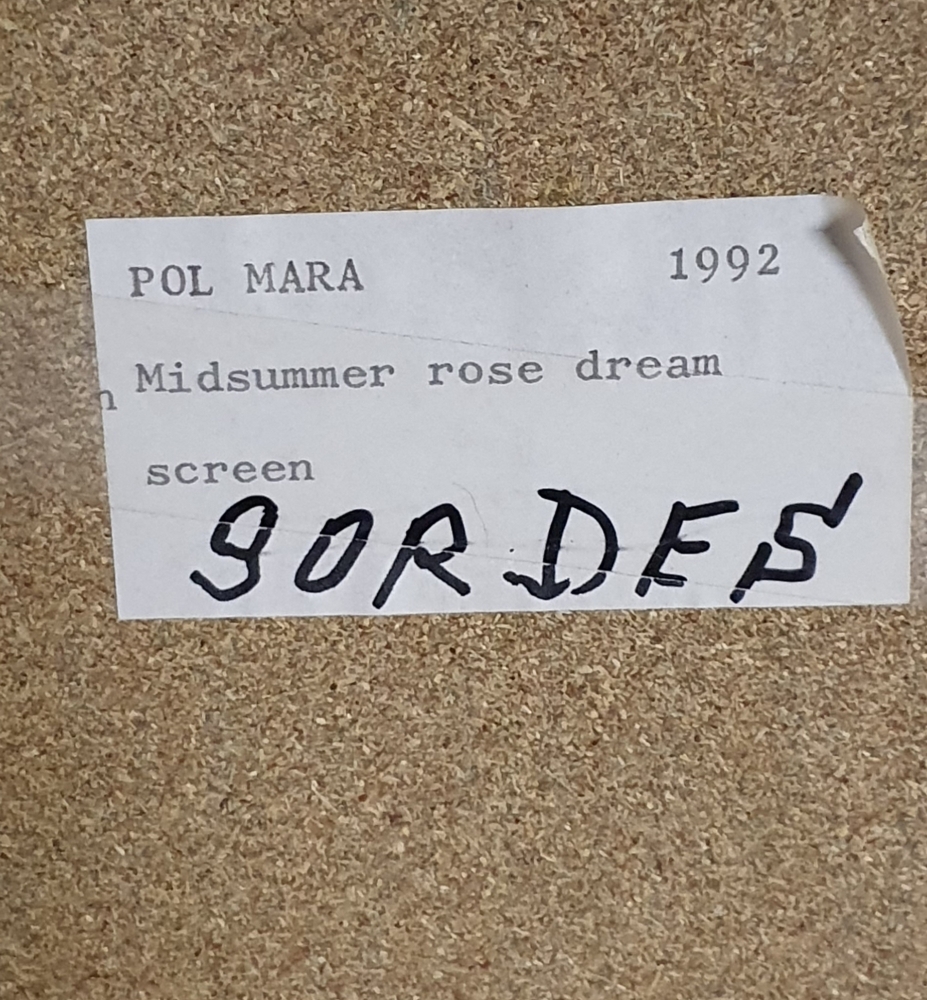 POL MARA 1992
Midsummer rose dream
n
screen
GORDES